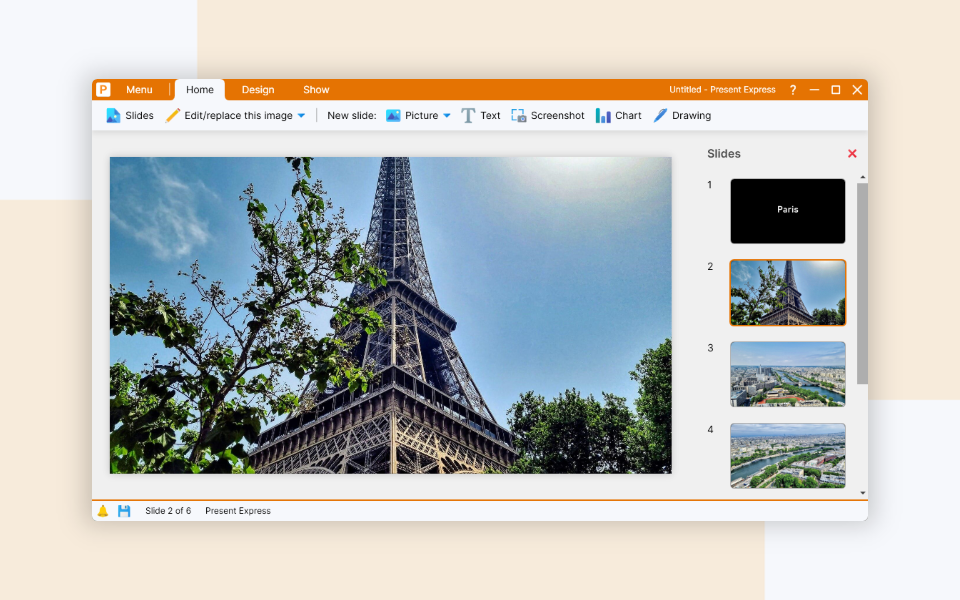 P Menu Home Design Show Untitled - Present Express ?
Slides Edit/replace this image New slide: Picture T Text Screenshot Chart Drawing
Slides
1
Paris
2
3
4
Slide 2 of 6 Present Express